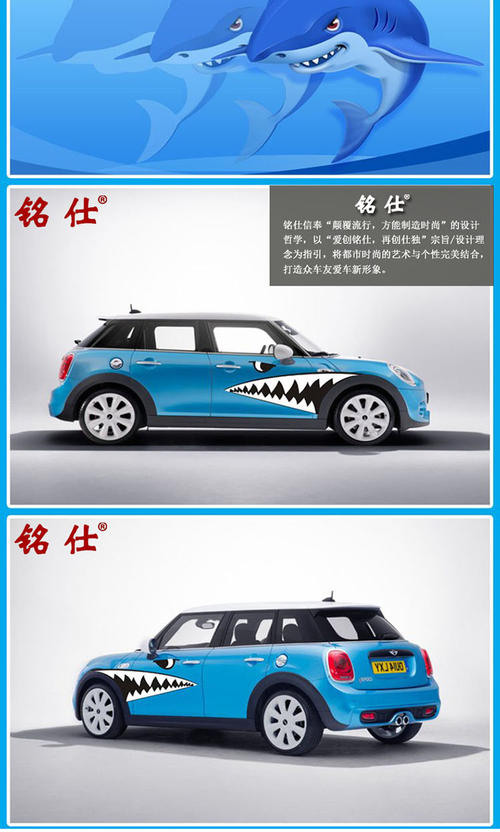 铭仕®
铭仕®
铭仕信奉“颠覆流行，方能制造时尚”的设计
哲学，以“爱创铭仕，再创仕独”宗旨/设计理
念为指引，将都市时尚的艺术与个性完美结合，
打造众车友爱车新形象。
铭仕®